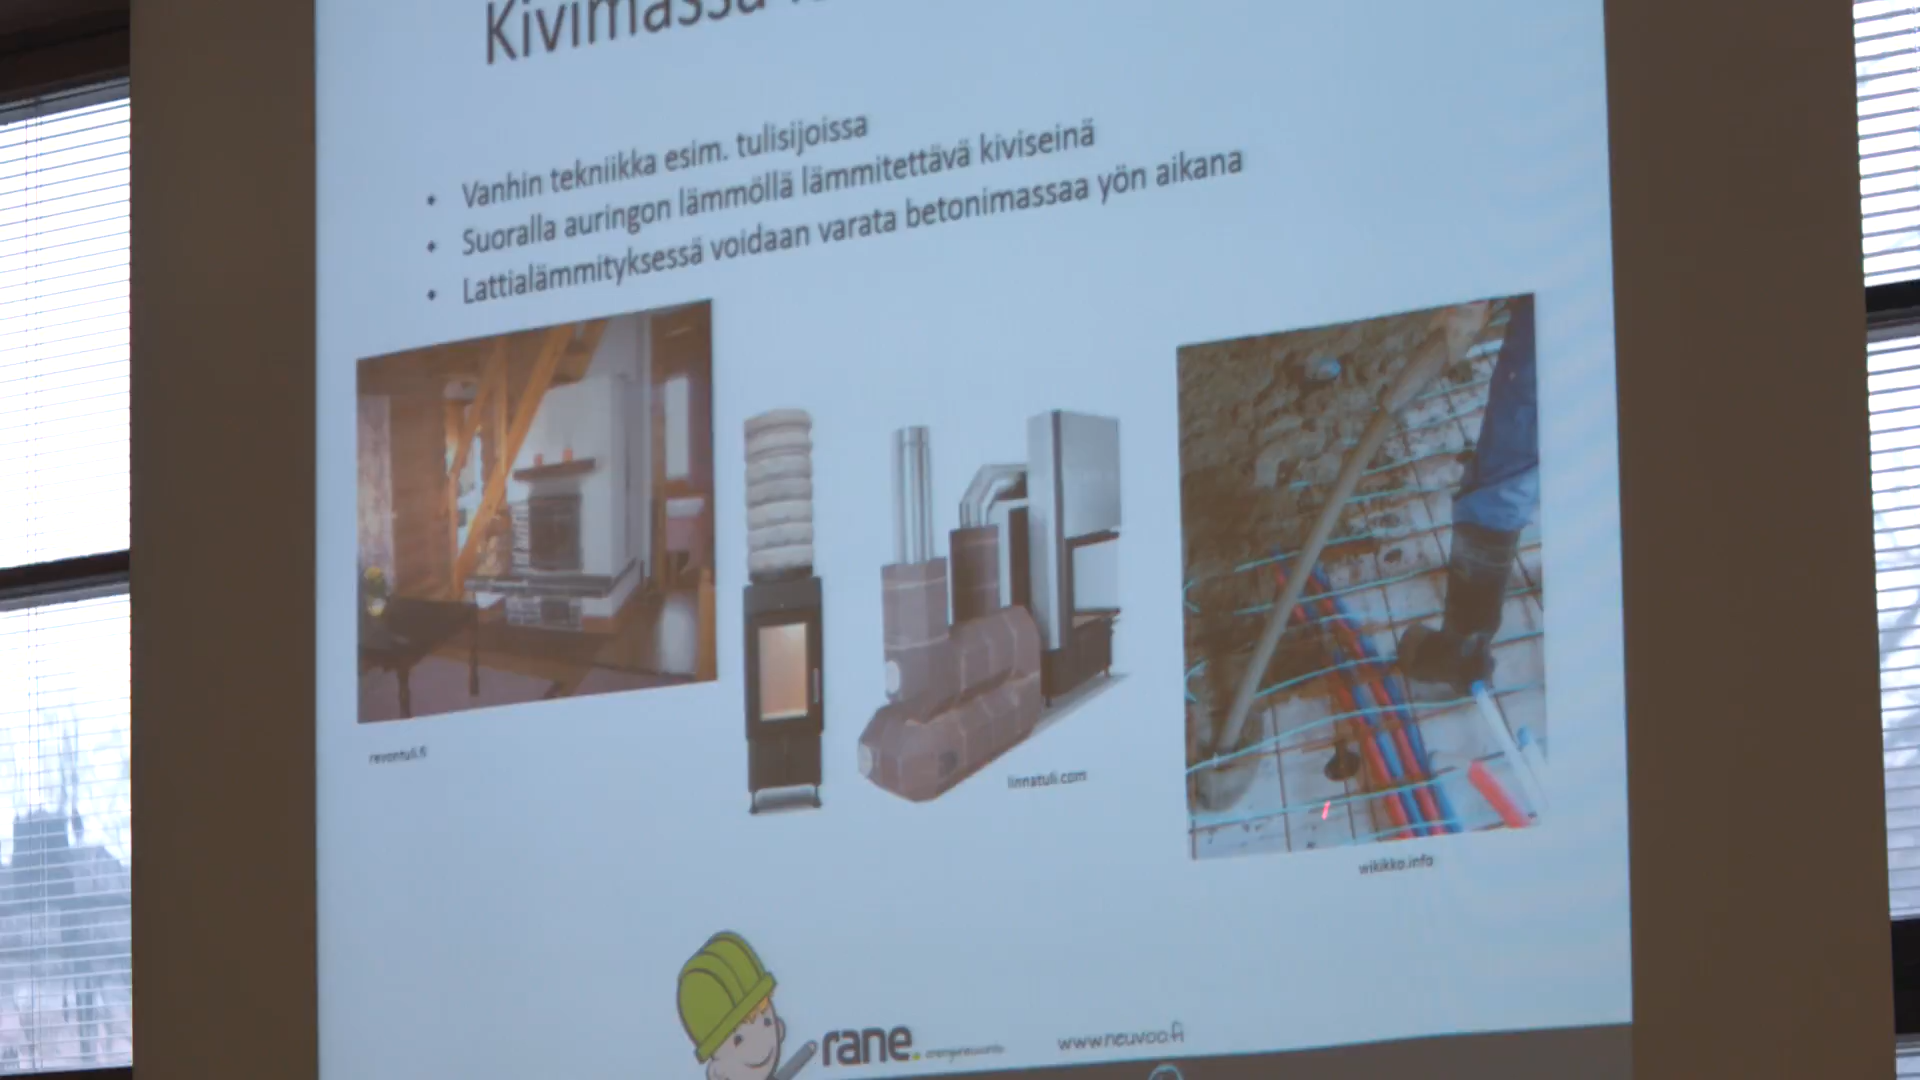 Kivimassa
• Vanhin tekniikka esim. tulisijoissa
• Suoralla auringon lämmöllä lämmitettävä kiviseinä
• Lattialämmityksessä voidaan varata betonimassaa yön aikana
revontuli.fi
linnatuli.com
wikikko.info
rane.
www.neuvoo.fi